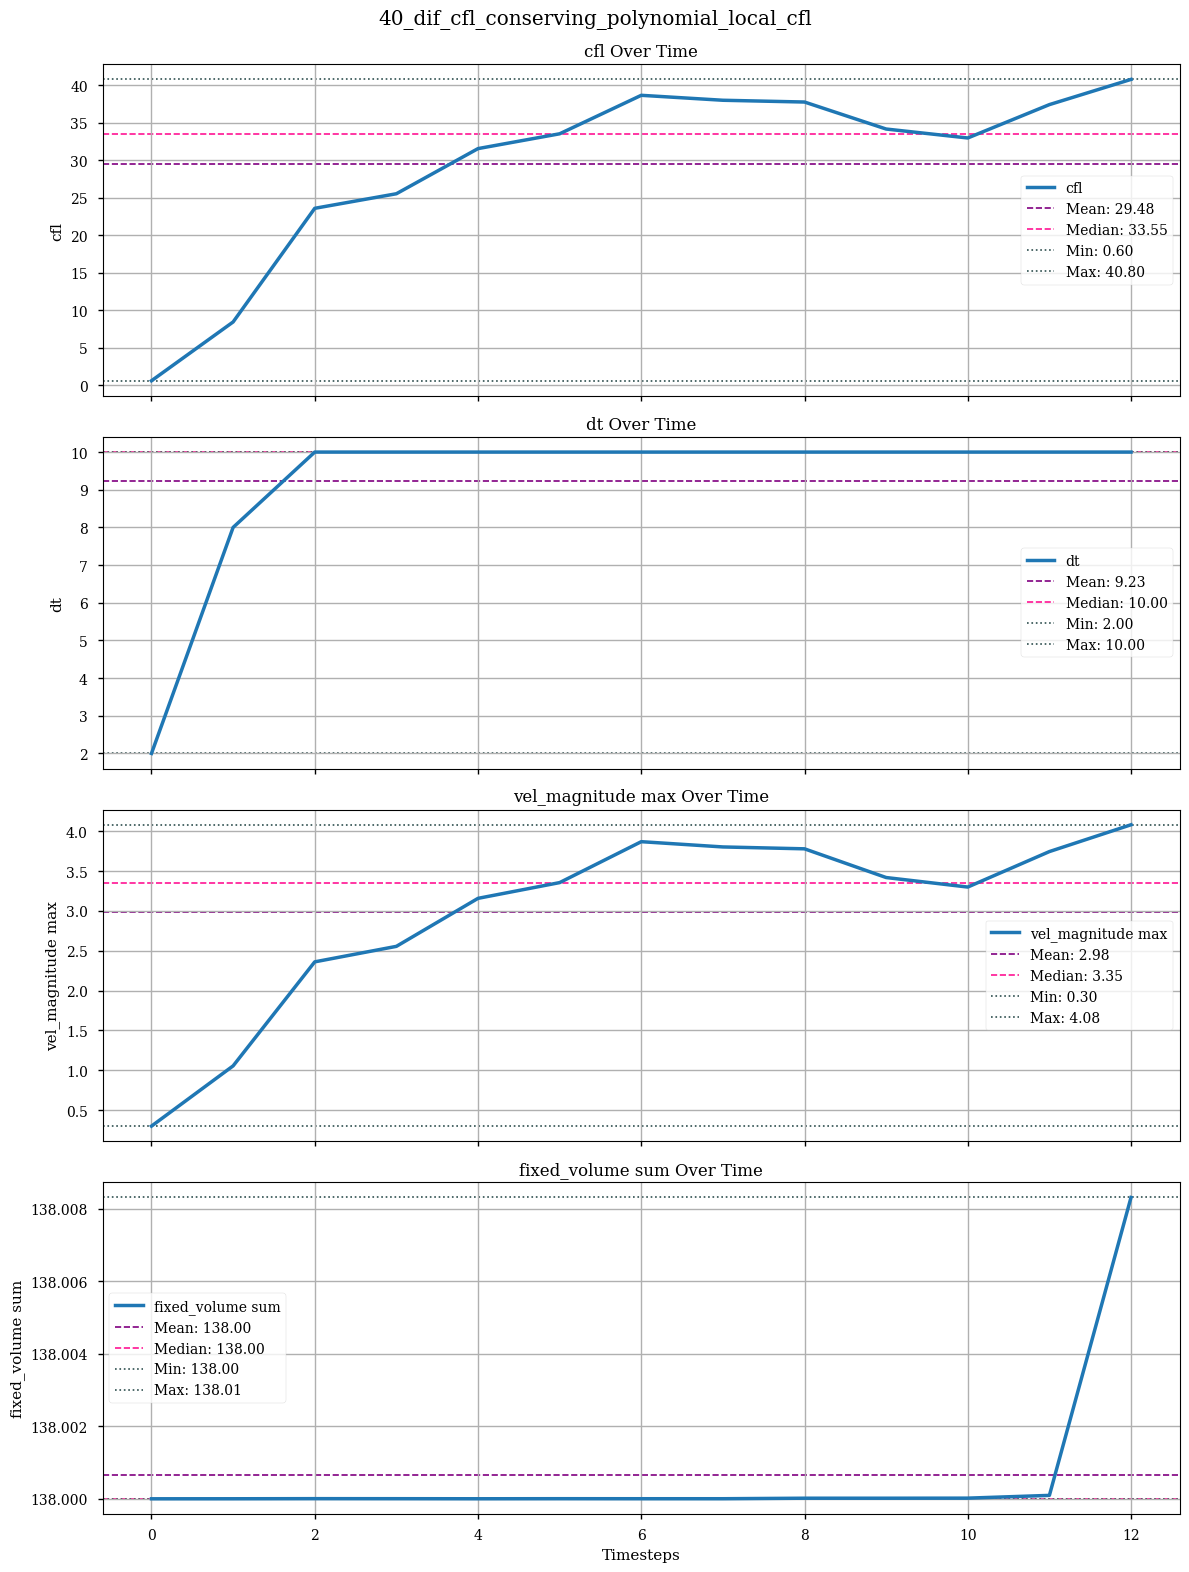 40_dif_cfl_conserving_polynomial_local_cfl
cfl Over Time
40
35
30
25
20
15
10
5
0
cfl
cfl
Mean: 29.48
Median: 33.55
Min: 0.60
Max: 40.80
dt Over Time
10
9
8
7
6
5
4
3
2
dt
dt
Mean: 9.23
Median: 10.00
Min: 2.00
Max: 10.00
vel_magnitude max Over Time
4.0
3.5
3.0
2.5
2.0
1.5
1.0
0.5
vel_magnitude max
vel_magnitude max
Mean: 2.98
Median: 3.35
Min: 0.30
Max: 4.08
fixed_volume sum Over Time
138.008
138.006
138.004
138.002
138.000
fixed_volume sum
fixed_volume sum
Mean: 138.00
Median: 138.00
Min: 138.00
Max: 138.01
0 2 4 6 8 10 12
Timesteps